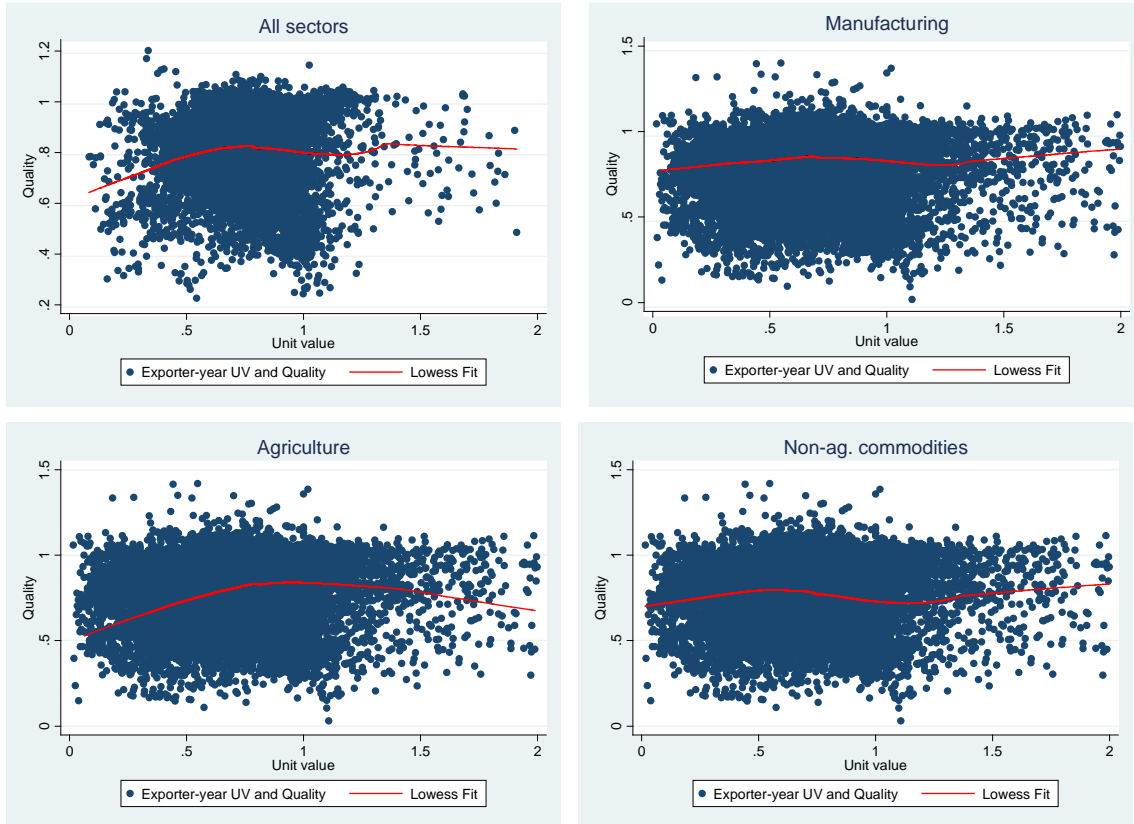 All sectors
Quality
1.2
1
.8
.6
.4
.2
0 .5 1 1.5 2
Unit value
Exporter-year UV and Quality Lowess Fit
Manufacturing
Quality
1.5
1
.5
0
0 .5 1 1.5 2
Unit value
Exporter-year UV and Quality Lowess Fit
Agriculture
Quality
1.5
1
.5
0
0 .5 1 1.5 2
Unit value
Exporter-year UV and Quality Lowess Fit
Non-ag. commodities
Quality
1.5
1
.5
0
0 .5 1 1.5 2
Unit value
Exporter-year UV and Quality Lowess Fit